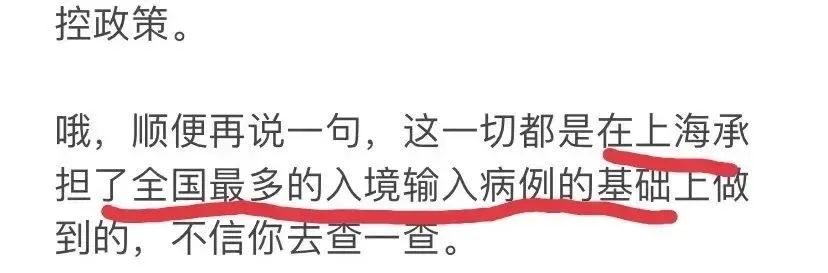 控政策。
哦，顺便再说一句，这一切都是在上海承
担了全国最多的入境输入病例的基础上做
到的，不信你去查一查。